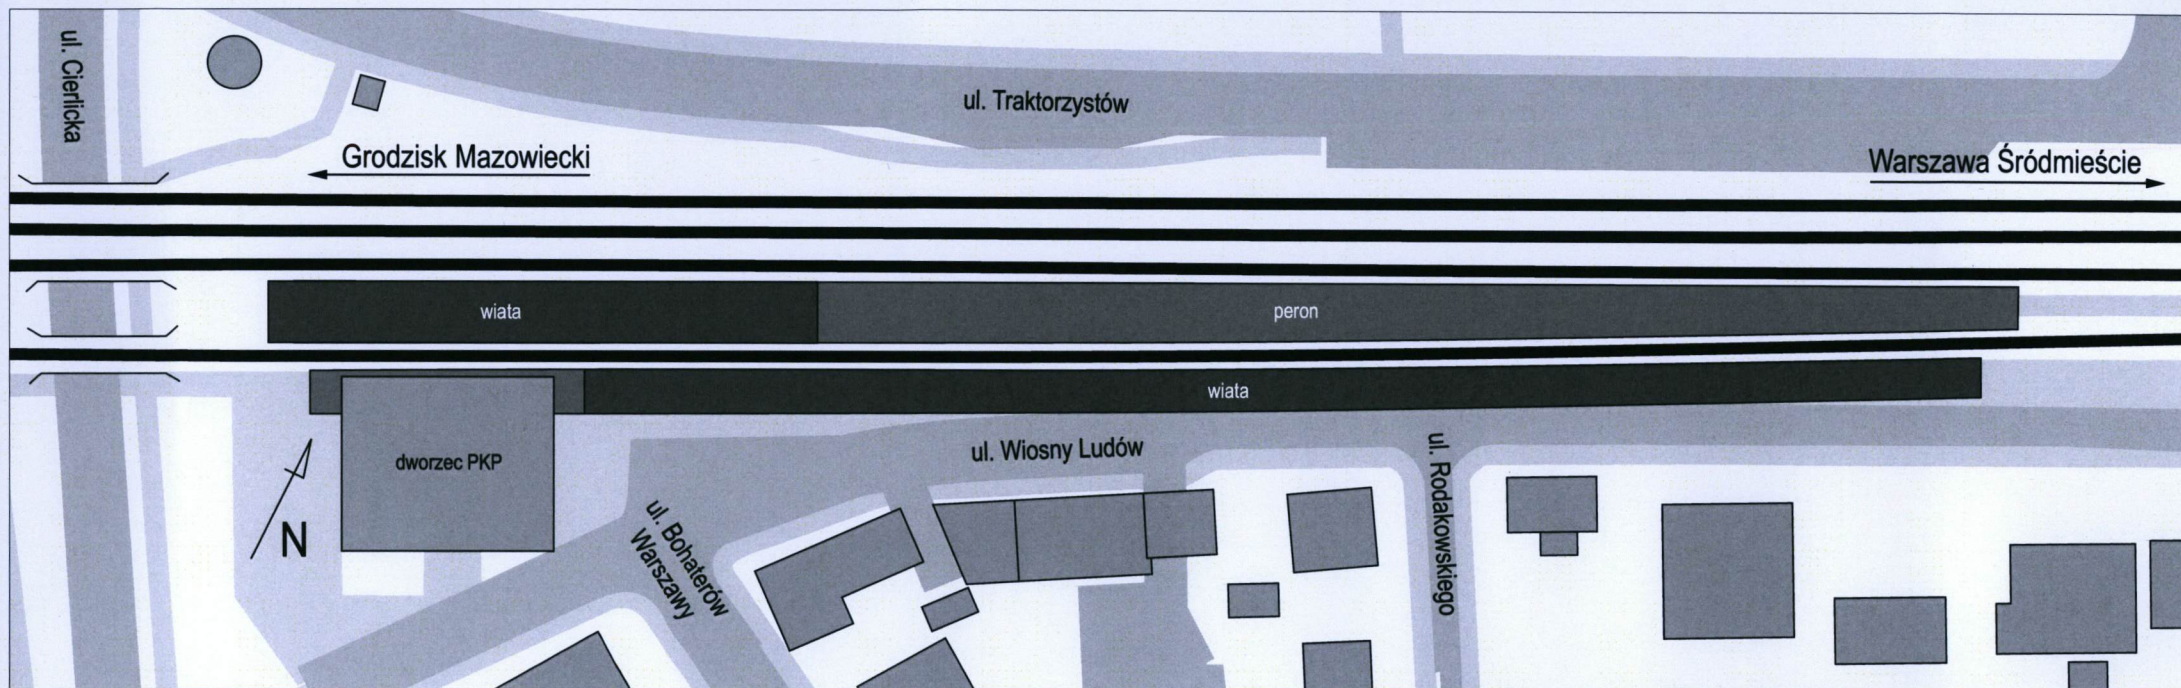 ul. Cierlicka
ul. Traktorzystów
Grodzisk Mazowiecki
Warszawa Śródmieście
wiata
peron
wiata
dworzec PKP
ul. Wiosny Ludów
ul. Bohaterów
Warszawy
ul. Rodakowskiego
N